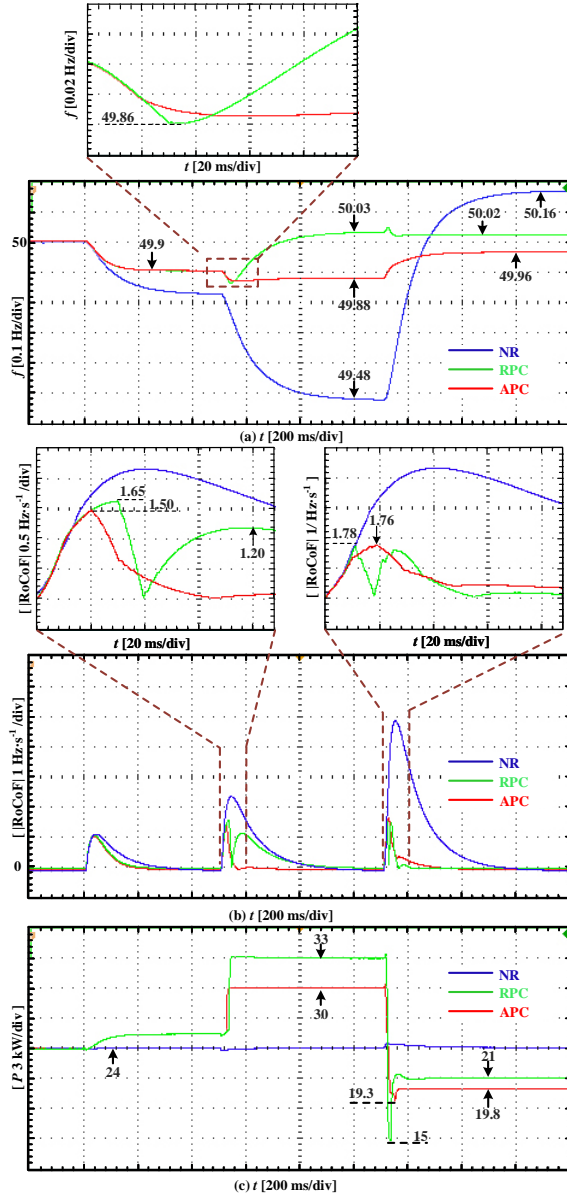 f [0.02 Hz/div]
49.86
t [20 ms/div]
f [0.1 Hz/div]
50
49.9
50.03
50.02
50.16
49.88
49.96
49.48
NR
RPC
APC
(a) t [200 ms/div]
[ |RoCoF| 0.5 Hz·s⁻¹ /div]
1.65
1.50
1.20
t [20 ms/div]
[ |RoCoF| 1/ Hz·s⁻¹]
1.78
1.76
t [20 ms/div]
[ |RoCoF| 1 Hz·s⁻¹ /div]
0
NR
RPC
APC
(b) t [200 ms/div]
[ P 3 kW/div]
24
33
30
NR
RPC
APC
21
19.3
19.8
15
(c) t [200 ms/div]